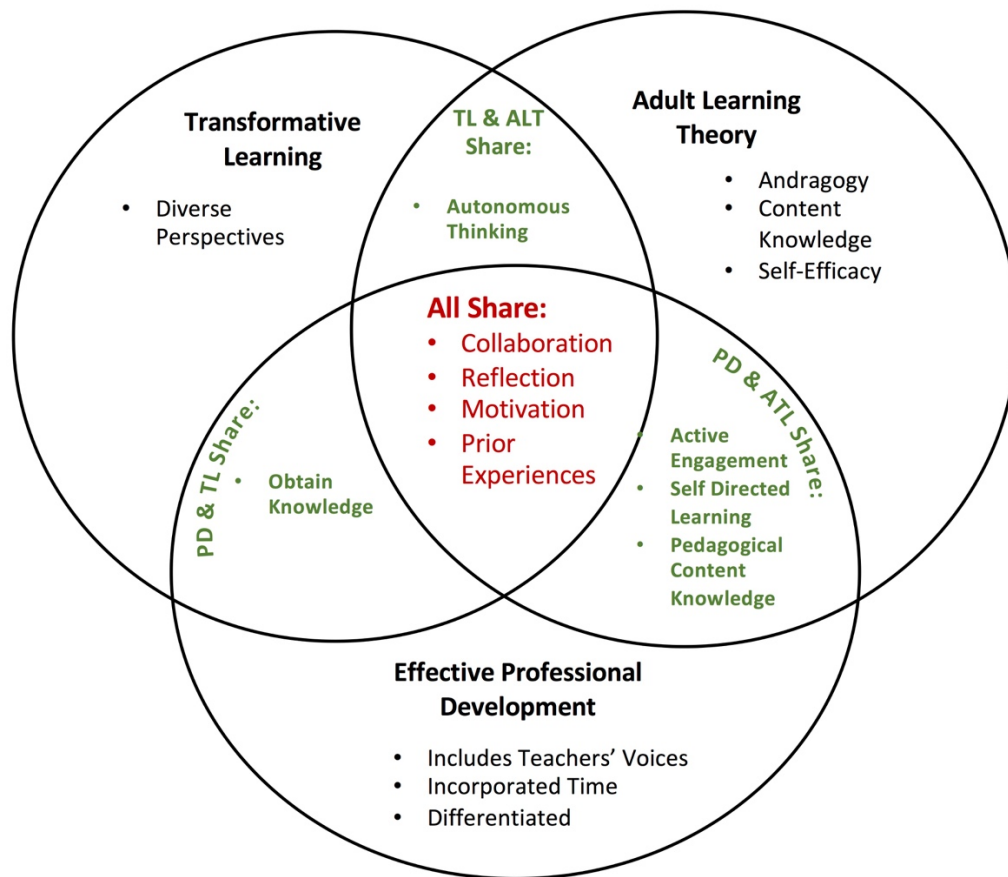 Transformative
Learning
• Diverse
Perspectives
TL & ALT
Share:
• Autonomous
Thinking
Adult Learning
Theory
• Andragogy
• Content
Knowledge
• Self-Efficacy
All Share:
• Collaboration
• Reflection
• Motivation
• Prior
Experiences
PD & TL Share:
• Obtain
Knowledge
PD & ATL Share:
• Active
Engagement
• Self Directed
Learning
• Pedagogical
Content
Knowledge
Effective Professional
Development
• Includes Teachers’ Voices
• Incorporated Time
• Differentiated